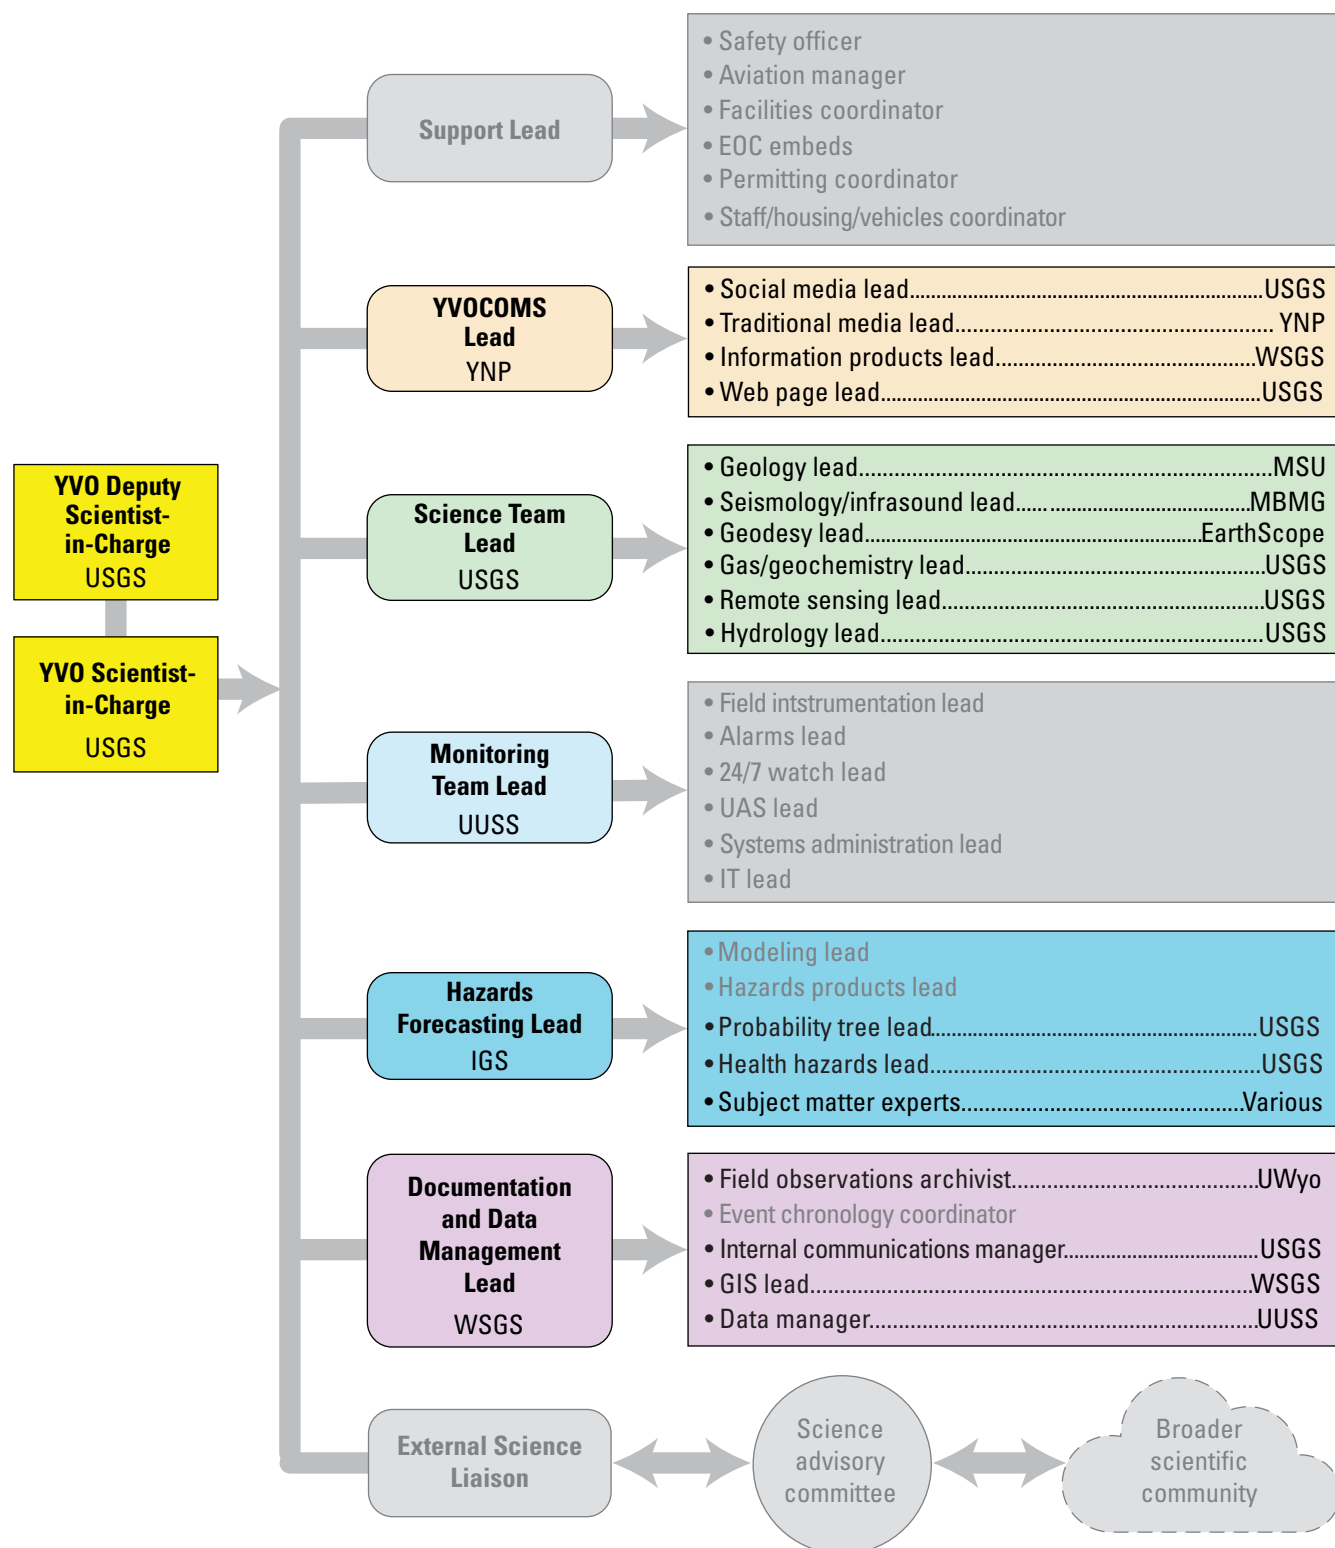 • Safety officer
• Aviation manager
• Facilities coordinator
• EOC embeds
• Permitting coordinator
• Staff/housing/vehicles coordinator
Support Lead
YVOCOMS
Lead
YNP
• Social media lead....USGS
• Traditional media lead....YNP
• Information products lead....WSGS
• Web page lead....USGS
YVO Deputy
Scientist-
in-Charge
USGS
YVO Scientist-
in-Charge
USGS
Science Team
Lead
USGS
• Geology lead....MSU
• Seismology/infrasound lead....MBMG
• Geodesy lead....EarthScope
• Gas/geochemistry lead....USGS
• Remote sensing lead....USGS
• Hydrology lead....USGS
Monitoring
Team Lead
UUSS
• Field intstrumentation lead
• Alarms lead
• 24/7 watch lead
• UAS lead
• Systems administration lead
• IT lead
Hazards
Forecasting Lead
IGS
• Modeling lead
• Hazards products lead
• Probability tree lead....USGS
• Health hazards lead....USGS
• Subject matter experts....Various
Documentation
and Data
Management
Lead
WSGS
• Field observations archivist....UWyo
• Event chronology coordinator
• Internal communications manager....USGS
• GIS lead....WSGS
• Data manager....UUSS
External Science
Liaison
Science
advisory
committee
Broader
scientific
community